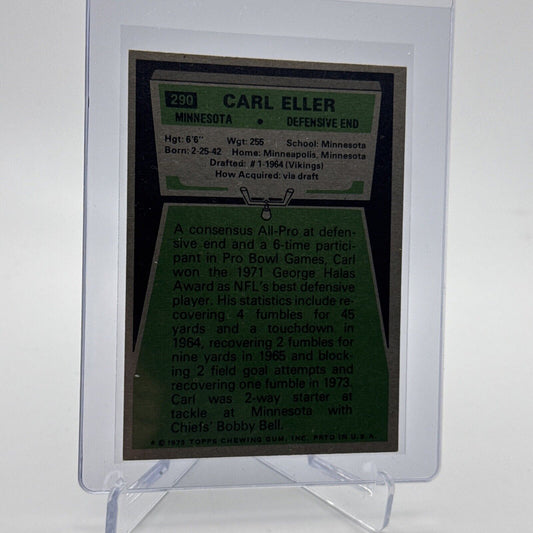 290 CARL ELLER
MINNESOTA • DEFENSIVE END
Hgt: 6'6" Wgt: 255 School: Minnesota
Born: 2-25-42 Home: Minneapolis, Minnesota
Drafted: #1-1964 (Vikings)
How Acquired: via draft
A consensus All-Pro at defen-
sive end and a 6-time partici-
pant in Pro Bowl Games, Carl
won the 1971 George Halas
Award as NFL's best defensive
player. His statistics include re-
covering 4 fumbles for 45
yards and a touchdown in
1964, recovering 2 fumbles for
nine yards in 1965 and block-
ing 2 field goal attempts and
recovering one fumble in 1973.
Carl was 2-way starter at
tackle at Minnesota with
Chiefs' Bobby Bell.
* © 1975 TOPPS CHEWING GUM, INC. PRTD IN U.S.A.